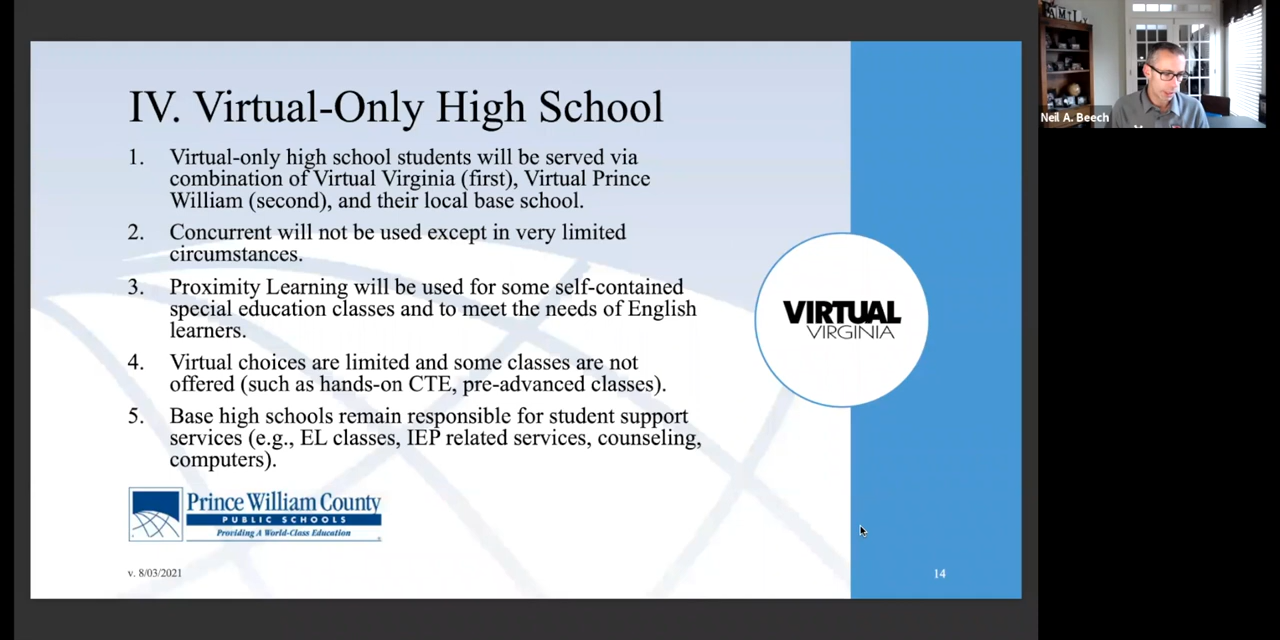 IV. Virtual-Only High School
1. Virtual-only high school students will be served via
combination of Virtual Virginia (first), Virtual Prince
William (second), and their local base school.
2. Concurrent will not be used except in very limited
circumstances.
3. Proximity Learning will be used for some self-contained
special education classes and to meet the needs of English
learners.
4. Virtual choices are limited and some classes are not
offered (such as hands-on CTE, pre-advanced classes).
5. Base high schools remain responsible for student support
services (e.g., EL classes, IEP related services, counseling,
computers).
VIRTUAL
VIRGINIA
Prince William County
PUBLIC SCHOOLS
Providing A World-Class Education
v. 8/03/2021
14
FAMILY
Neil A. Beech